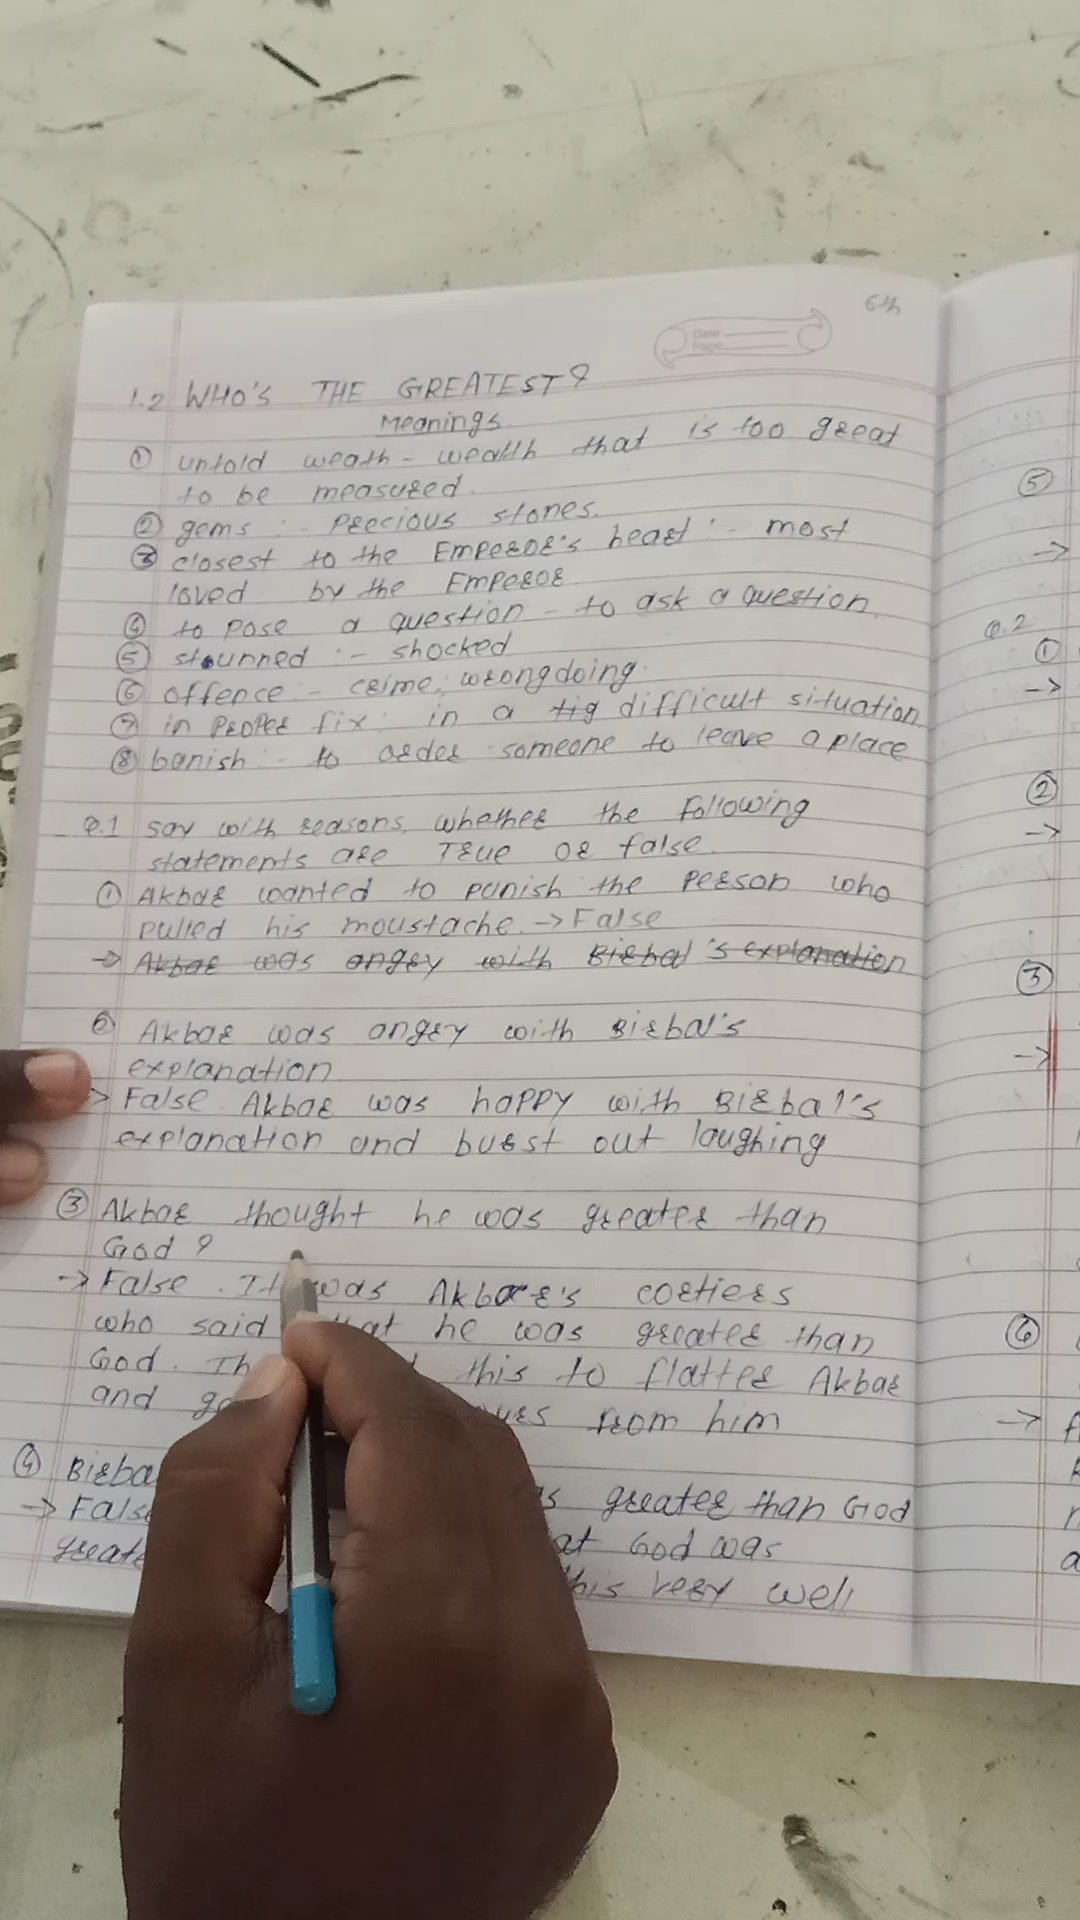 6th
Date
Page
1.2 WHO'S THE GREATEST?
Meanings
① untold weath - wealth that is too great
to be measured.
② gems :- Precious stones.
③ closest to the Emperor's heart :- most
loved by the Emperor
④ to pose a question - to ask a question
⑤ stounned :- shocked
⑥ offence :- crime, wrongdoing.
⑦ in proper fix : in a tig difficult situation
⑧ banish :- to order someone to leave a place
Q.1 say with reasons, whether the following
statements are True or false.
① Akbar wanted to punish the person who
pulled his moustache. → False
→ Akbar was angry with Birbal's explanation
② Akbar was angry with Birbal's
explanation
> False. Akbar was happy with Birbal's
explanation and burst out laughing
③ Akbar thought he was greater than
God ?
→ False. It was Akbar's cortiers
who said that he was greater than
God. this to flatter Akbar
and from him
④ greater than God
→ False God was
this very well
⑤
→
Q.2
①
→
②
→
③
→
⑥
→